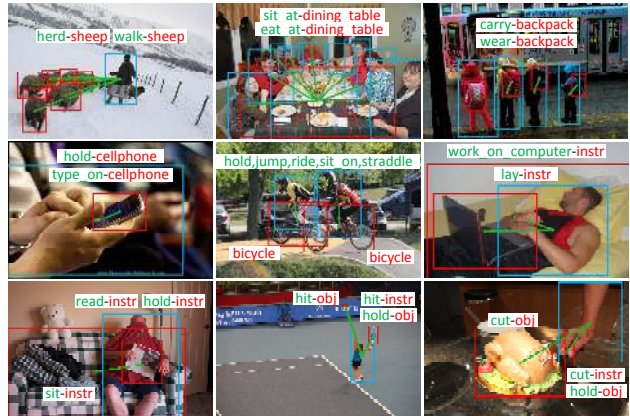 herd-sheep walk-sheep
sit_at-dining_table
eat_at-dining_table
carry-backpack
wear-backpack
hold-cellphone
type_on-cellphone
hold,jump,ride,sit_on,straddle
bicycle
bicycle
work_on_computer-instr
lay-instr
read-instr hold-instr
sit-instr
hit-obj
hit-instr
hold-obj
cut-obj
cut-instr
hold-obj